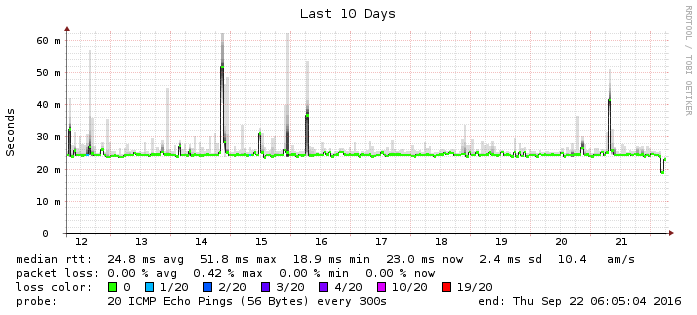 Last 10 Days
RRDTOOL / TOBI OETIKER
Seconds
60 m
50 m
40 m
30 m
20 m
10 m
0
12 13 14 15 16 17 18 19 20 21
median rtt: 24.8 ms avg 51.8 ms max 18.9 ms min 23.0 ms now 2.4 ms sd 10.4 am/s
packet loss: 0.00 % avg 0.42 % max 0.00 % min 0.00 % now
loss color: 0 1/20 2/20 3/20 4/20 10/20 19/20
probe: 20 ICMP Echo Pings (56 Bytes) every 300s end: Thu Sep 22 06:05:04 2016